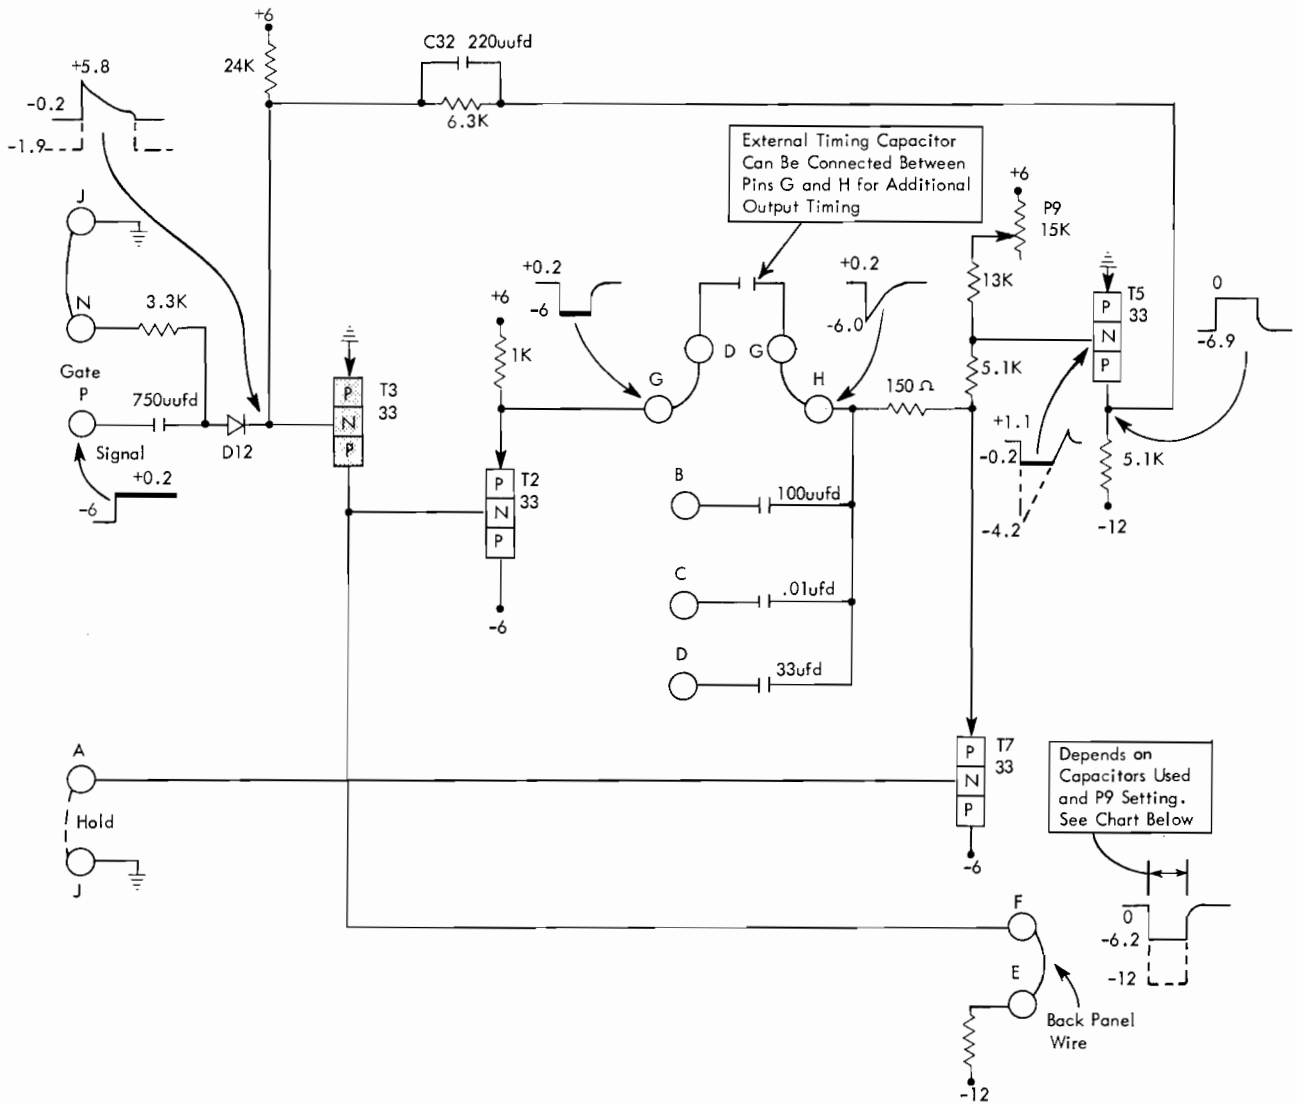 +6
24K
C32 220uufd
6.3K
+5.8
-0.2
-1.9
J
N
3.3K
Gate
P
750uufd
Signal
D12
+0.2
-6
T3
33
P
N
P
External Timing Capacitor
Can Be Connected Between
Pins G and H for Additional
Output Timing
+6
P9
15K
13K
+0.2
-6
+6
1K
G
D
G
+0.2
-6.0
H
150 Ω
5.1K
T5
33
P
N
P
0
-6.9
+1.1
-0.2
-4.2
5.1K
-12
T2
33
P
N
P
-6
B
100uufd
C
.01ufd
D
33ufd
A
Hold
J
T7
33
P
N
P
-6
Depends on
Capacitors Used
and P9 Setting.
See Chart Below
0
-6.2
-12
F
E
Back Panel
Wire
-12